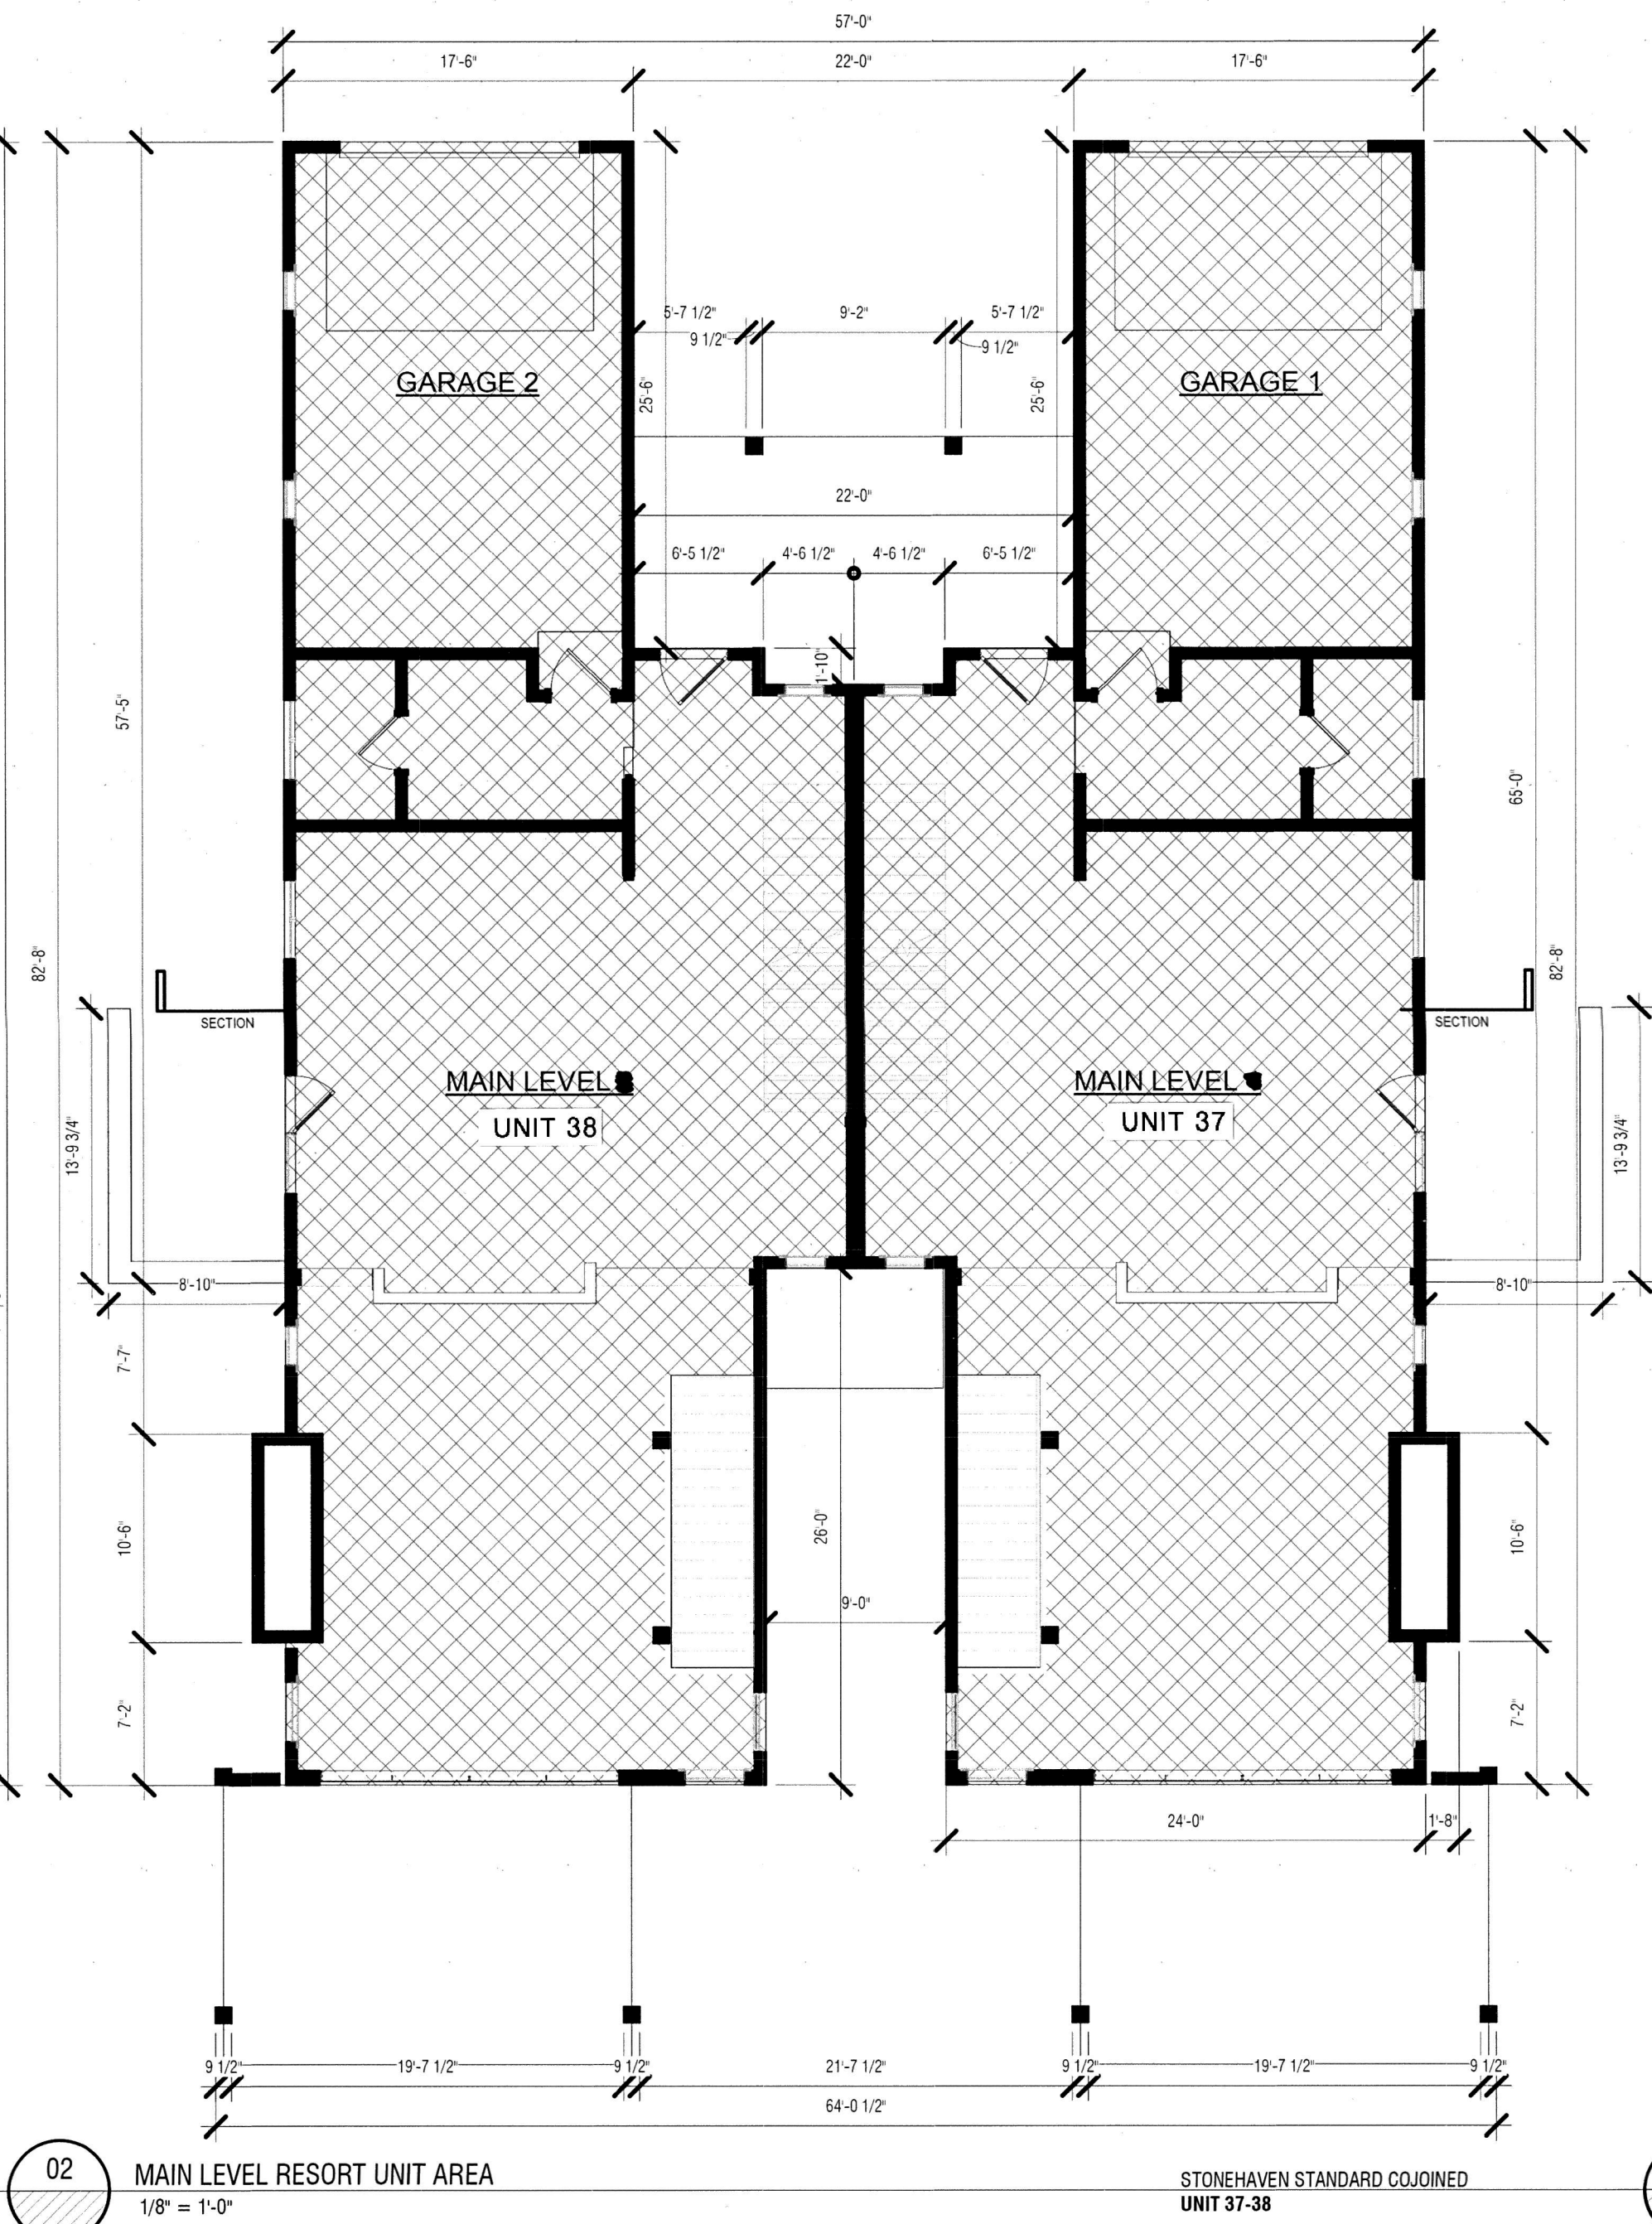 57'-0"
17'-6" 22'-0" 17'-6"
5'-7 1/2" 9'-2" 5'-7 1/2"
9 1/2" 9 1/2"
GARAGE 2 25'-6" 25'-6" GARAGE 1
22'-0"
6'-5 1/2" 4'-6 1/2" 4'-6 1/2" 6'-5 1/2"
1'-10"
57'-5" 65'-0"
82'-8" 82'-8"
SECTION SECTION
MAIN LEVEL MAIN LEVEL
UNIT 38 UNIT 37
13'-9 3/4" 13'-9 3/4"
8'-10" 8'-10"
7'-7"
10'-6" 26'-0" 10'-6"
9'-0"
7'-2" 7'-2"
24'-0" 1'-8"
9 1/2" 19'-7 1/2" 9 1/2" 21'-7 1/2" 9 1/2" 19'-7 1/2" 9 1/2"
64'-0 1/2"
02 MAIN LEVEL RESORT UNIT AREA STONEHAVEN STANDARD COJOINED
1/8" = 1'-0" UNIT 37-38